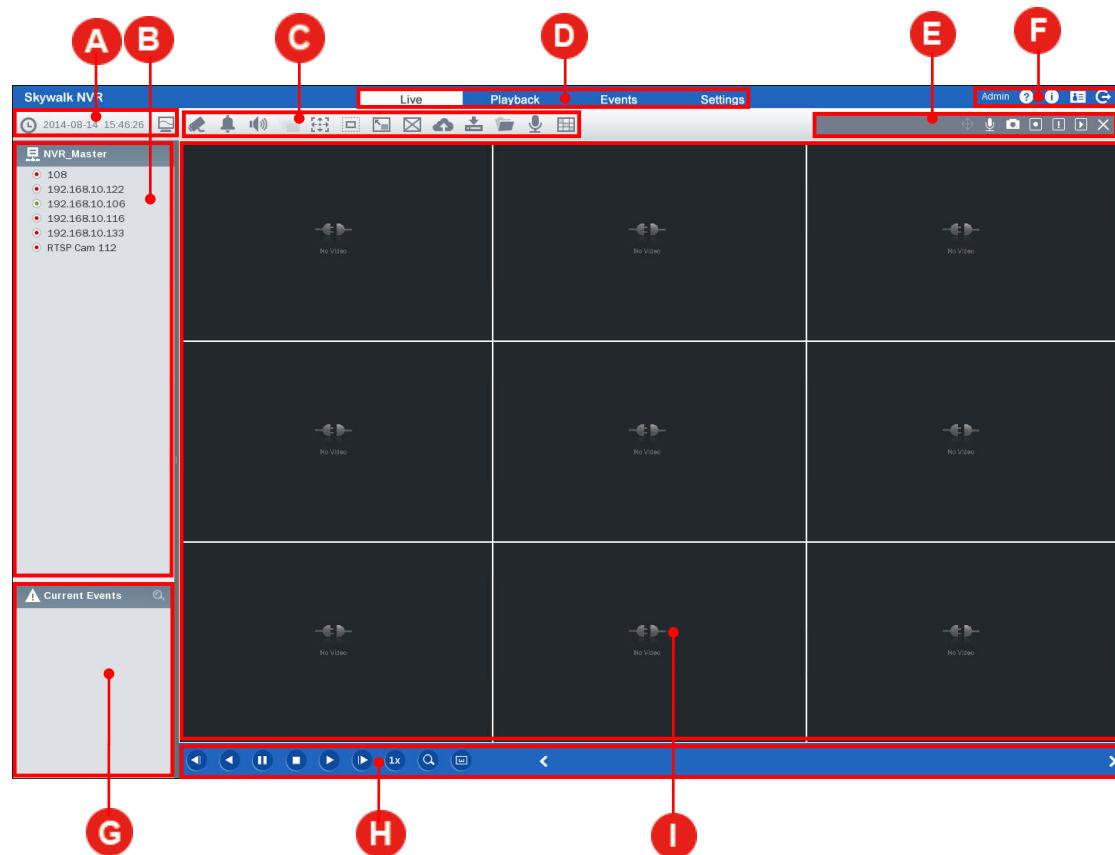 A B C D E F
Skywalk NVR
Live Playback Events Settings
Admin ? i
2014-08-14 15:46:26
NVR_Master
108
192.168.10.122
192.168.10.106
192.168.10.116
192.168.10.133
RTSP Cam 112
No Video No Video No Video
No Video No Video No Video
Current Events
No Video No Video No Video
1x
G H I